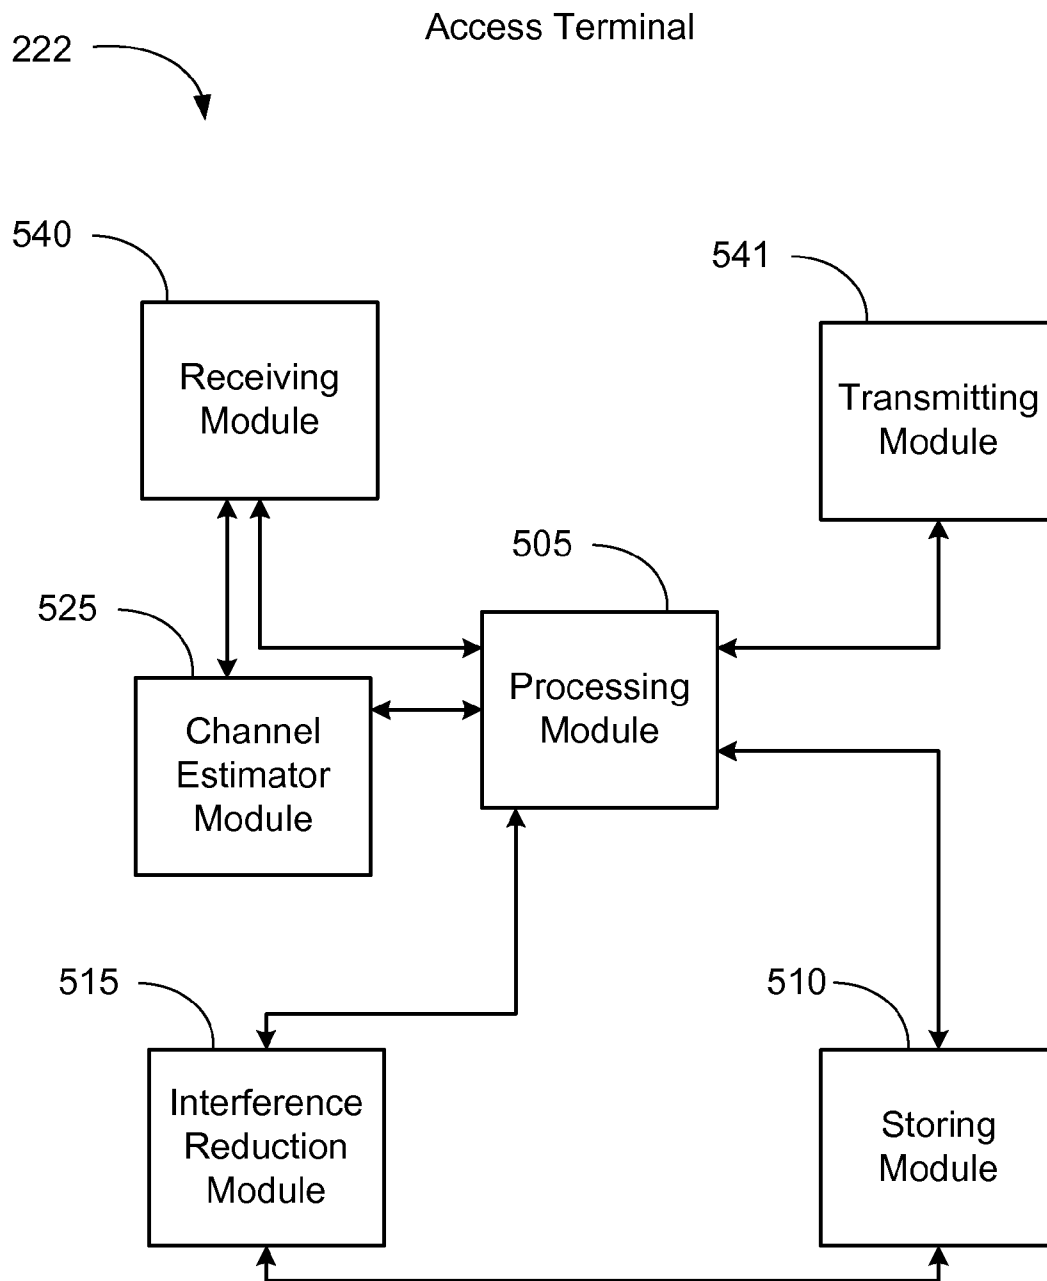 Access Terminal
222
540
Receiving
Module
541
Transmitting
Module
505
Processing
Module
525
Channel
Estimator
Module
515
Interference
Reduction
Module
510
Storing
Module